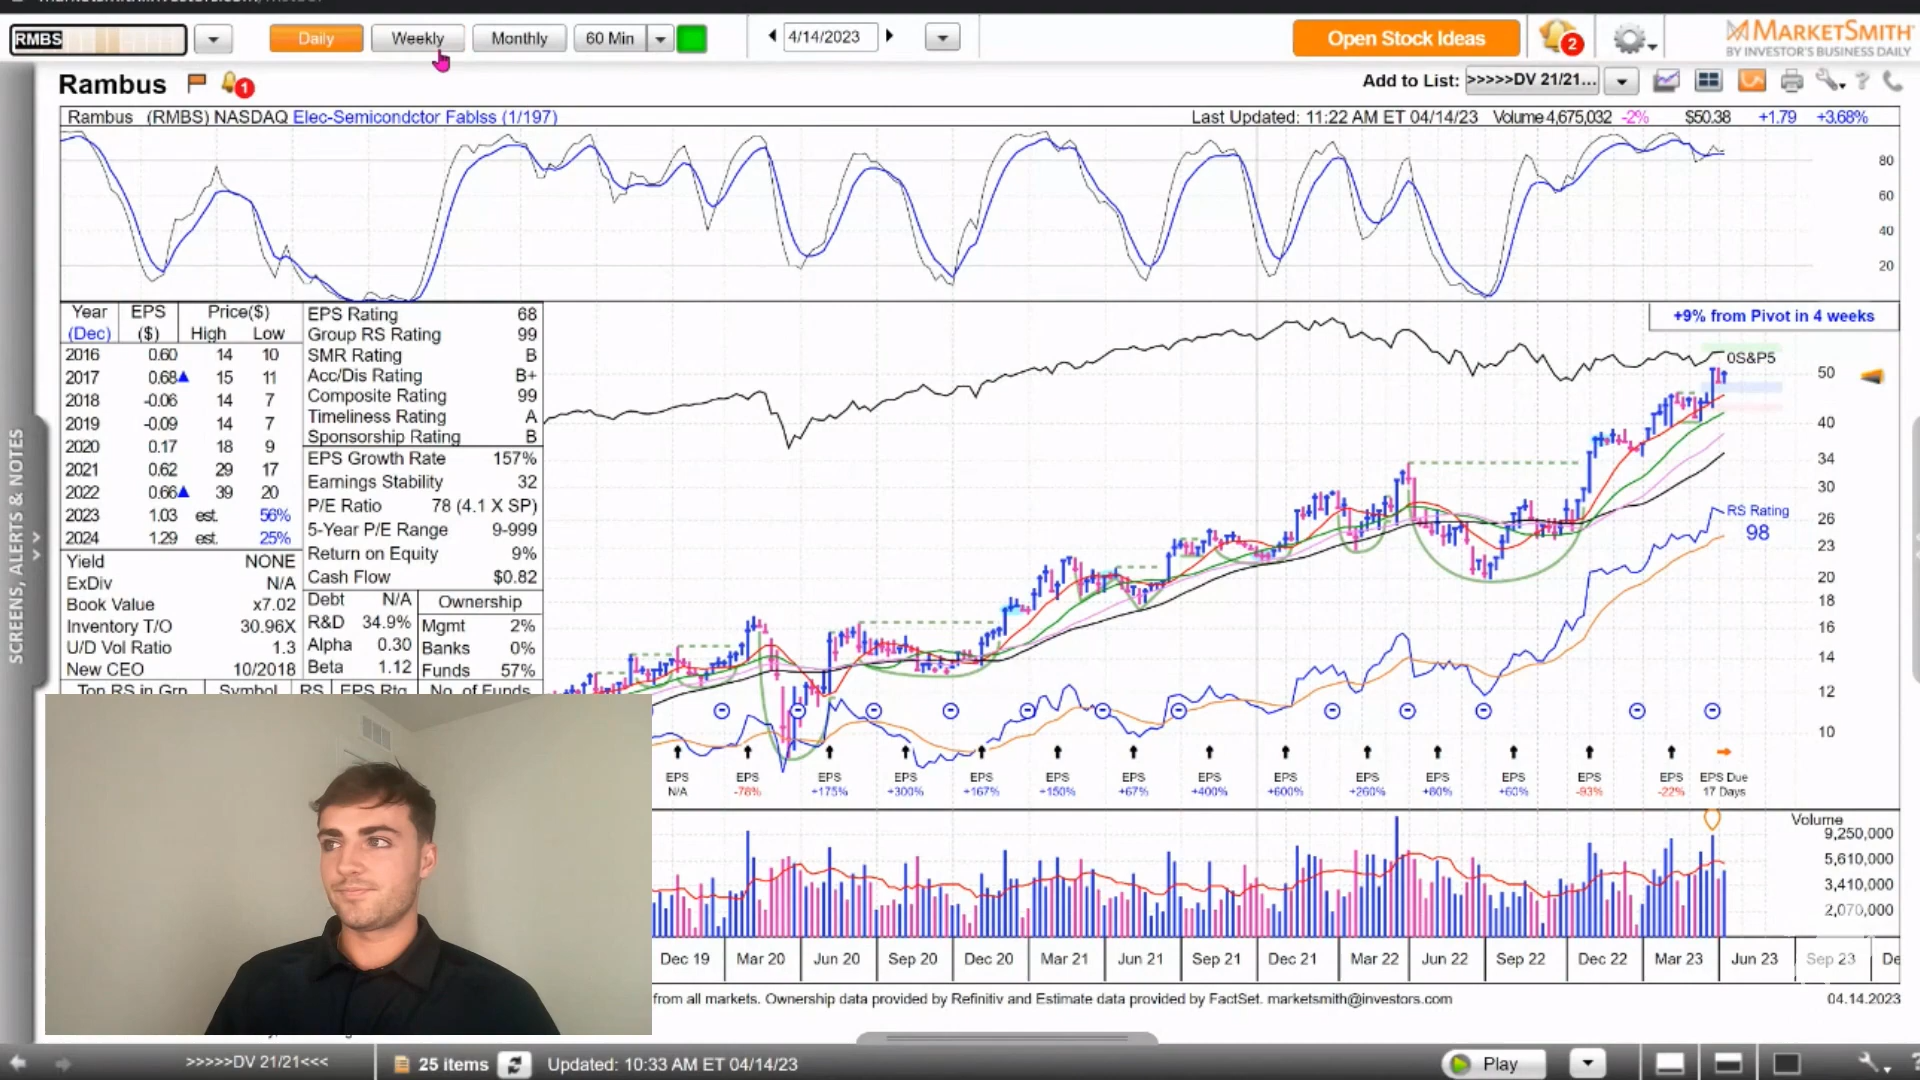 RMBS Daily Weekly Monthly 60 Min 4/14/2023 Open Stock Ideas 2 MARKETSMITH
BY INVESTOR'S BUSINESS DAILY
Rambus 1 Add to List: >>>>>DV 21/21... ?
Rambus (RMBS) NASDAQ Elec-Semicondctor Fablss (1/197) Last Updated: 11:22 AM ET 04/14/23 Volume 4,675,032 -2% $50.38 +1.79 +3.68%
80
60
40
20
Year EPS Price($)
(Dec) ($) High Low
2016 0.60 14 10
2017 0.68 15 11
2018 -0.06 14 7
2019 -0.09 14 7
2020 0.17 18 9
2021 0.62 29 17
2022 0.66 39 20
2023 1.03 est. 56%
2024 1.29 est. 25%
Yield NONE
ExDiv N/A
Book Value x7.02
Inventory T/O 30.96X
U/D Vol Ratio 1.3
New CEO 10/2018
EPS Rating 68
Group RS Rating 99
SMR Rating B
Acc/Dis Rating B+
Composite Rating 99
Timeliness Rating A
Sponsorship Rating B
EPS Growth Rate 157%
Earnings Stability 32
P/E Ratio 78 (4.1 X SP)
5-Year P/E Range 9-999
Return on Equity 9%
Cash Flow $0.82
Debt N/A
R&D 34.9%
Alpha 0.30
Beta 1.12
Ownership
Mgmt 2%
Banks 0%
Funds 57%
Top RS in Grp Symbol RS EPS Rtg No. of Funds
+9% from Pivot in 4 weeks
0S&P5
50
40
34
30
26
23
20
18
16
14
12
10
RS Rating
98
EPS EPS EPS EPS EPS EPS EPS EPS EPS EPS EPS EPS EPS EPS EPS Due
N/A -78% +175% +300% +167% +150% +67% +400% +600% +260% +80% +60% -93% -22% 17 Days
Volume
9,250,000
5,610,000
3,410,000
2,070,000
Dec 19 Mar 20 Jun 20 Sep 20 Dec 20 Mar 21 Jun 21 Sep 21 Dec 21 Mar 22 Jun 22 Sep 22 Dec 22 Mar 23 Jun 23 Sep 23 De
from all markets. Ownership data provided by Refinitiv and Estimate data provided by FactSet. marketsmith@investors.com 04.14.2023
SCREENS, ALERTS & NOTES
>>>>>DV 21/21<<< 25 items Updated: 10:33 AM ET 04/14/23 Play ?